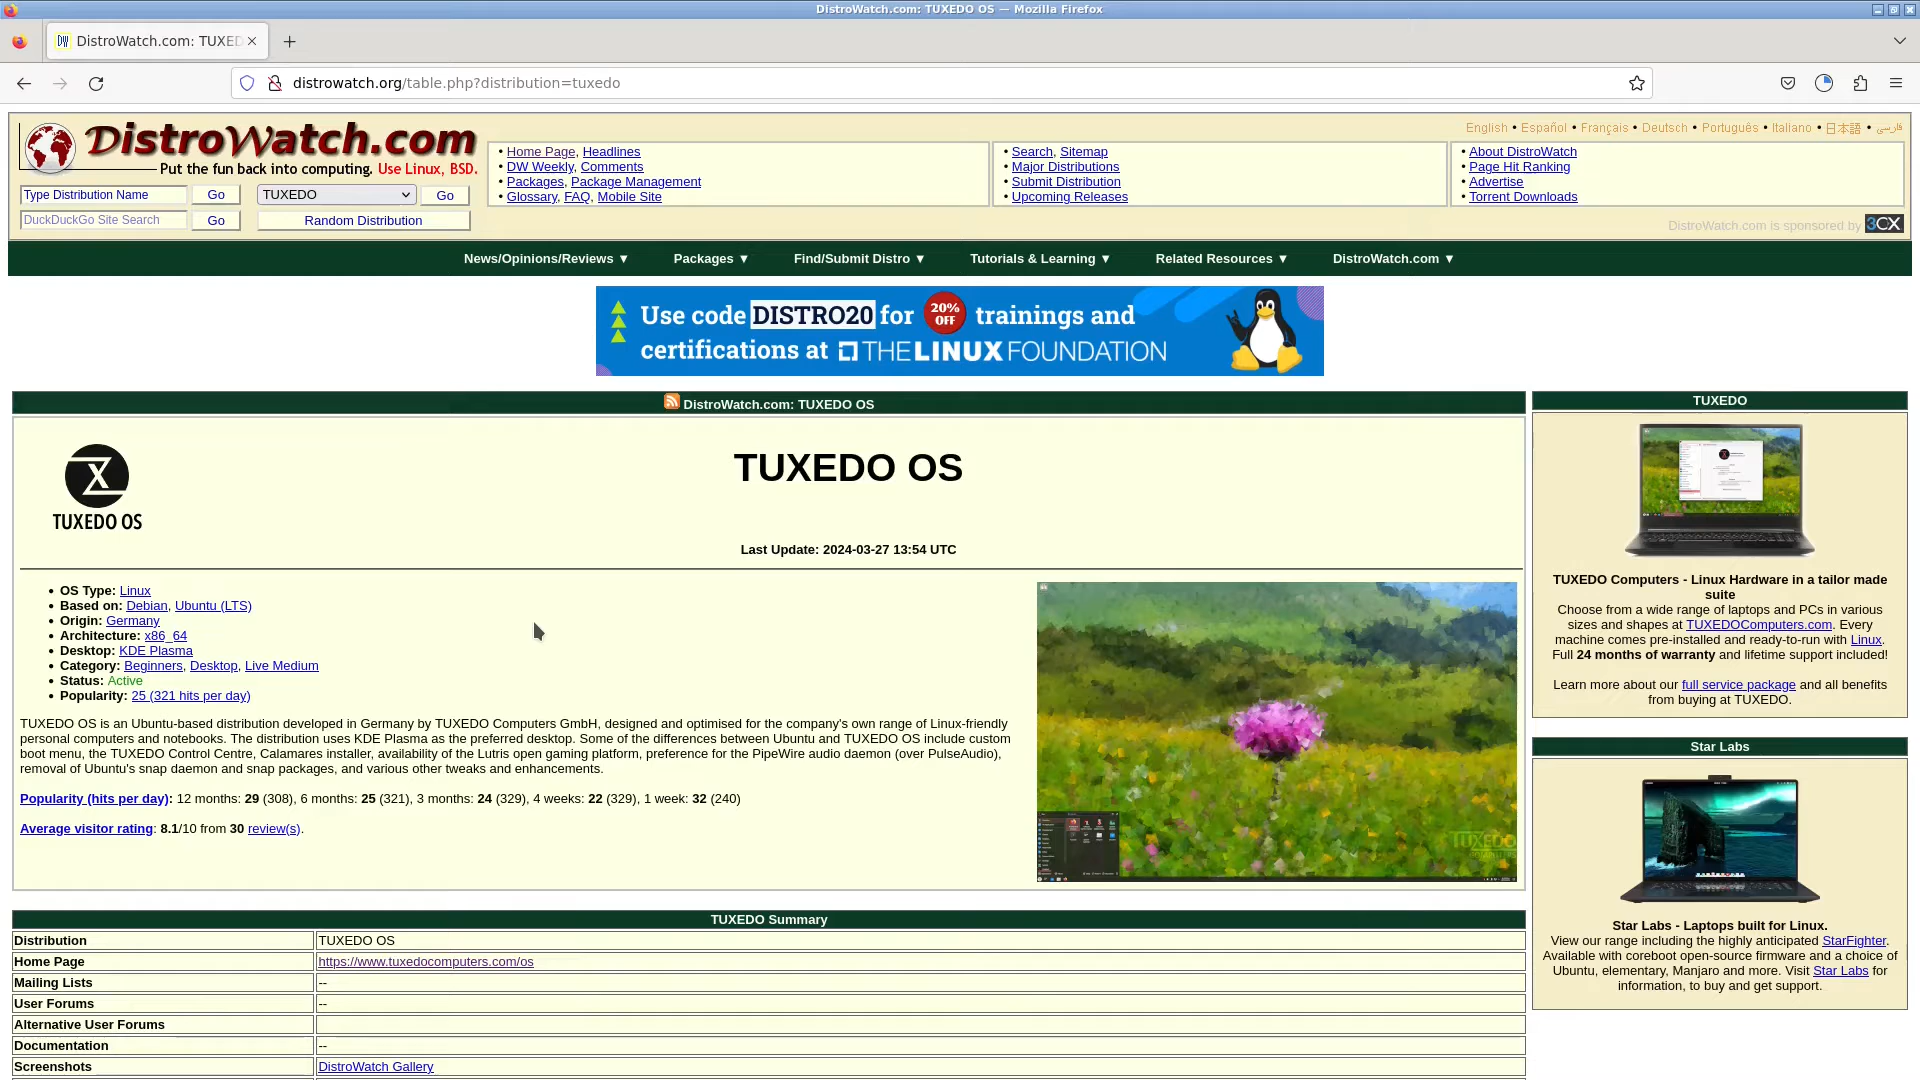 DistroWatch.com: TUXEDO OS — Mozilla Firefox
DistroWatch.com: TUXED
distrowatch.org/table.php?distribution=tuxedo
DistroWatch.com
Put the fun back into computing. Use Linux, BSD.
English • Español • Français • Deutsch • Português • Italiano • 日本語 • فارسی
Type Distribution Name Go TUXEDO Go
DuckDuckGo Site Search Go Random Distribution
• Home Page, Headlines
• DW Weekly, Comments
• Packages, Package Management
• Glossary, FAQ, Mobile Site
• Search, Sitemap
• Major Distributions
• Submit Distribution
• Upcoming Releases
• About DistroWatch
• Page Hit Ranking
• Advertise
• Torrent Downloads
DistroWatch.com is sponsored by 3CX
News/Opinions/Reviews ▼ Packages ▼ Find/Submit Distro ▼ Tutorials & Learning ▼ Related Resources ▼ DistroWatch.com ▼
Use code DISTRO20 for 20% OFF trainings and
certifications at THE LINUX FOUNDATION
DistroWatch.com: TUXEDO OS
TUXEDO OS
TUXEDO OS
Last Update: 2024-03-27 13:54 UTC
• OS Type: Linux
• Based on: Debian, Ubuntu (LTS)
• Origin: Germany
• Architecture: x86_64
• Desktop: KDE Plasma
• Category: Beginners, Desktop, Live Medium
• Status: Active
• Popularity: 25 (321 hits per day)
TUXEDO OS is an Ubuntu-based distribution developed in Germany by TUXEDO Computers GmbH, designed and optimised for the company's own range of Linux-friendly
personal computers and notebooks. The distribution uses KDE Plasma as the preferred desktop. Some of the differences between Ubuntu and TUXEDO OS include custom
boot menu, the TUXEDO Control Centre, Calamares installer, availability of the Lutris open gaming platform, preference for the PipeWire audio daemon (over PulseAudio),
removal of Ubuntu's snap daemon and snap packages, and various other tweaks and enhancements.
Popularity (hits per day): 12 months: 29 (308), 6 months: 25 (321), 3 months: 24 (329), 4 weeks: 22 (329), 1 week: 32 (240)
Average visitor rating: 8.1/10 from 30 review(s).
TUXEDO
TUXEDO Summary
Distribution TUXEDO OS
Home Page https://www.tuxedocomputers.com/os
Mailing Lists --
User Forums --
Alternative User Forums
Documentation --
Screenshots DistroWatch Gallery
TUXEDO
TUXEDO Computers - Linux Hardware in a tailor made
suite
Choose from a wide range of laptops and PCs in various
sizes and shapes at TUXEDOComputers.com. Every
machine comes pre-installed and ready-to-run with Linux.
Full 24 months of warranty and lifetime support included!
Learn more about our full service package and all benefits
from buying at TUXEDO.
Star Labs
Star Labs - Laptops built for Linux.
View our range including the highly anticipated StarFighter.
Available with coreboot open-source firmware and a choice of
Ubuntu, elementary, Manjaro and more. Visit Star Labs for
information, to buy and get support.